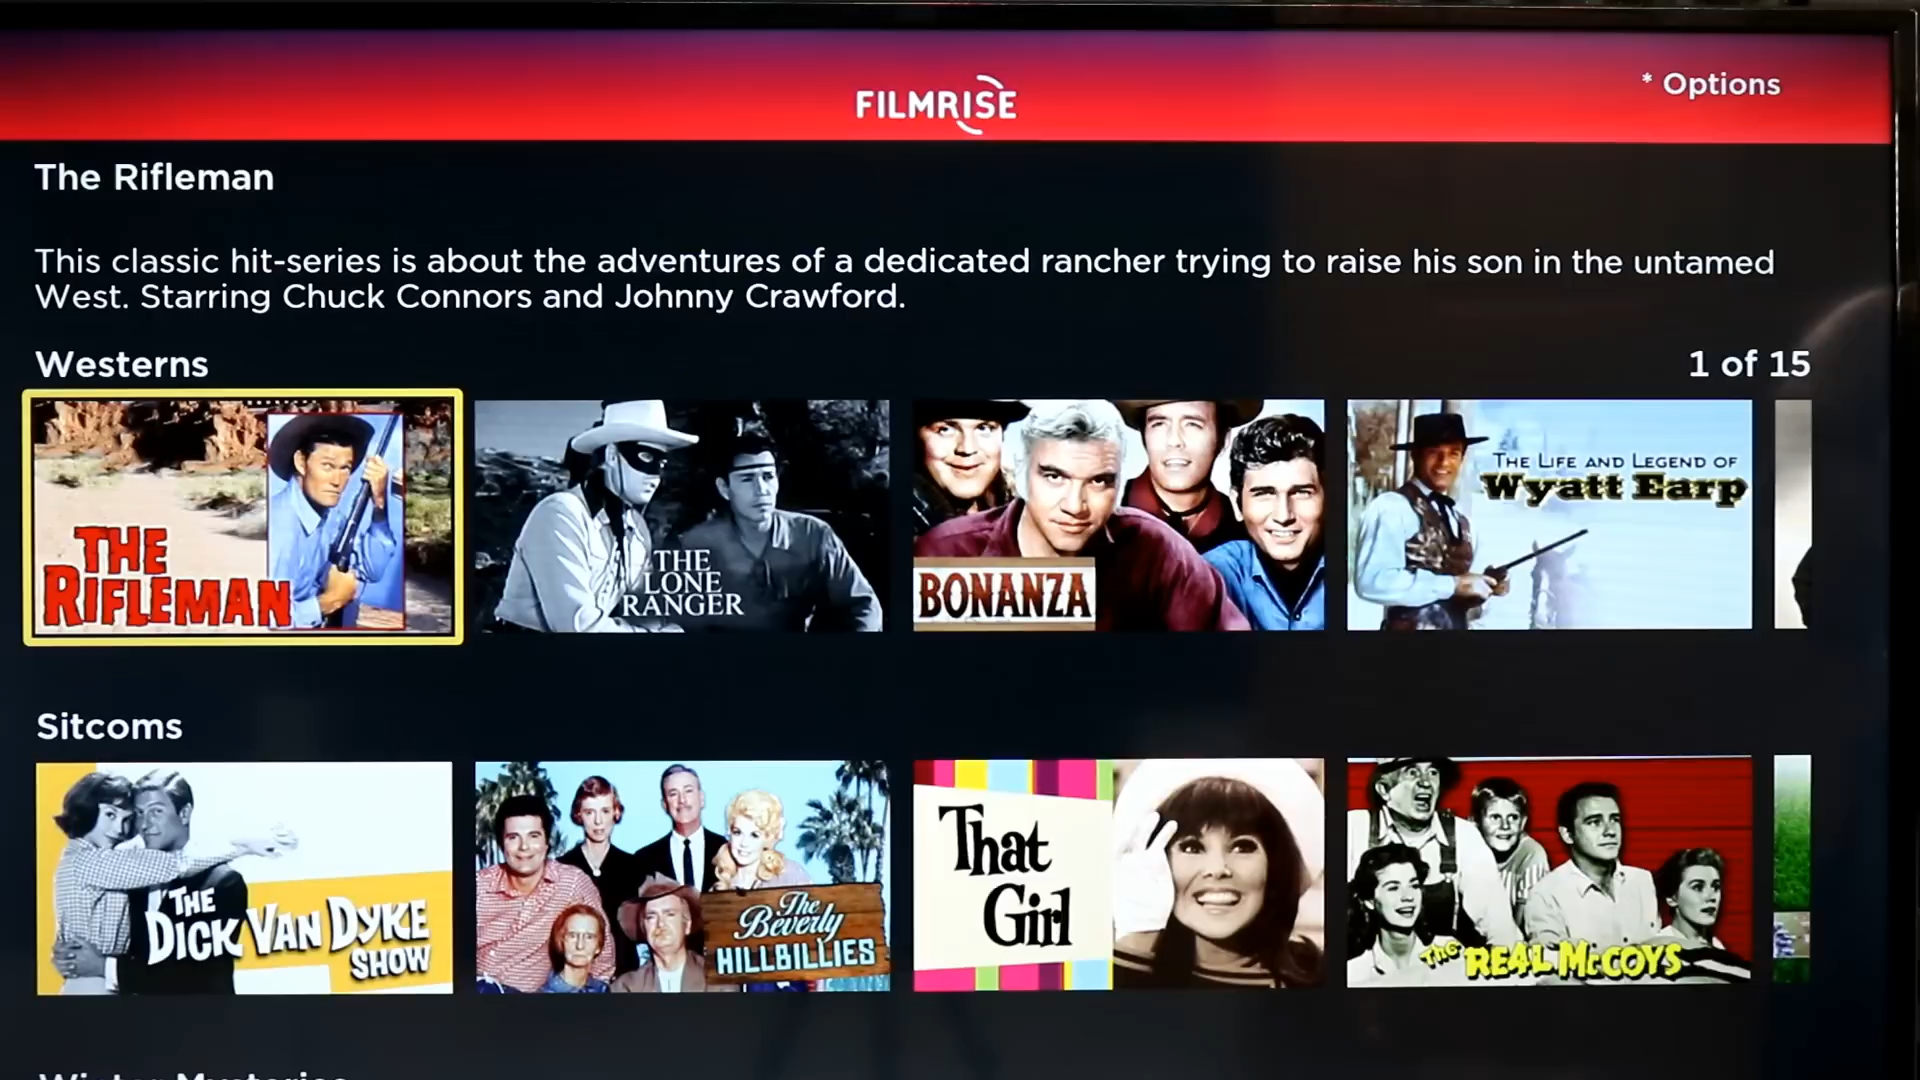 FILMRISE
* Options
The Rifleman
This classic hit-series is about the adventures of a dedicated rancher trying to raise his son in the untamed
West. Starring Chuck Connors and Johnny Crawford.
Westerns
1 of 15
THE
RIFLEMAN
THE
LONE
RANGER
BONANZA
THE LIFE AND LEGEND OF
Wyatt Earp
Sitcoms
THE
DICK VAN DYKE
SHOW
The
Beverly
HILLBILLIES
That
Girl
THE REAL McCOYS